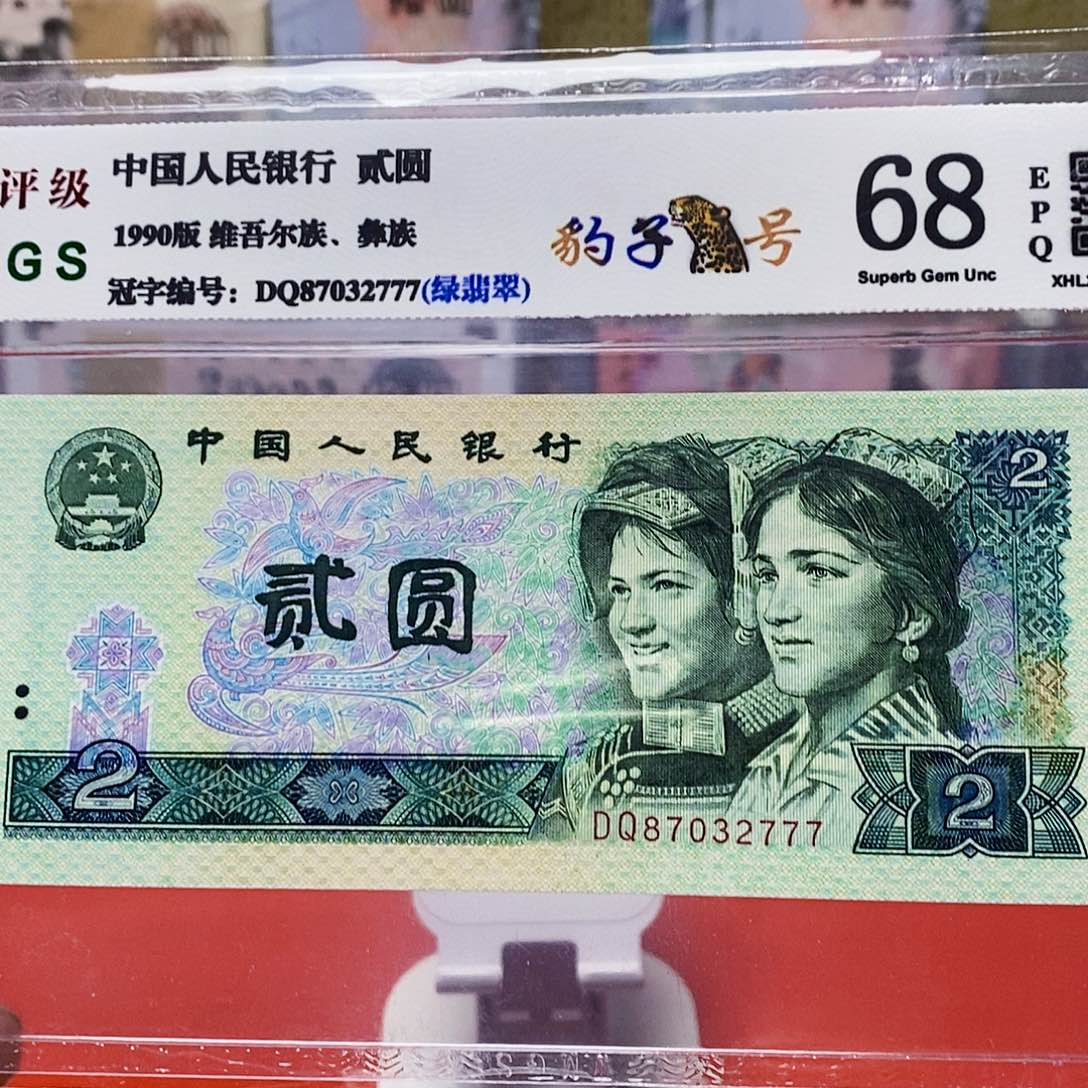 评级
GS
中国人民银行 贰圆
1990版 维吾尔族、彝族
冠字编号：DQ87032777(绿翡翠)
豹子号
68
Superb Gem Unc
E
P
Q
中国人民银行
2
贰圆
2
DQ87032777
2